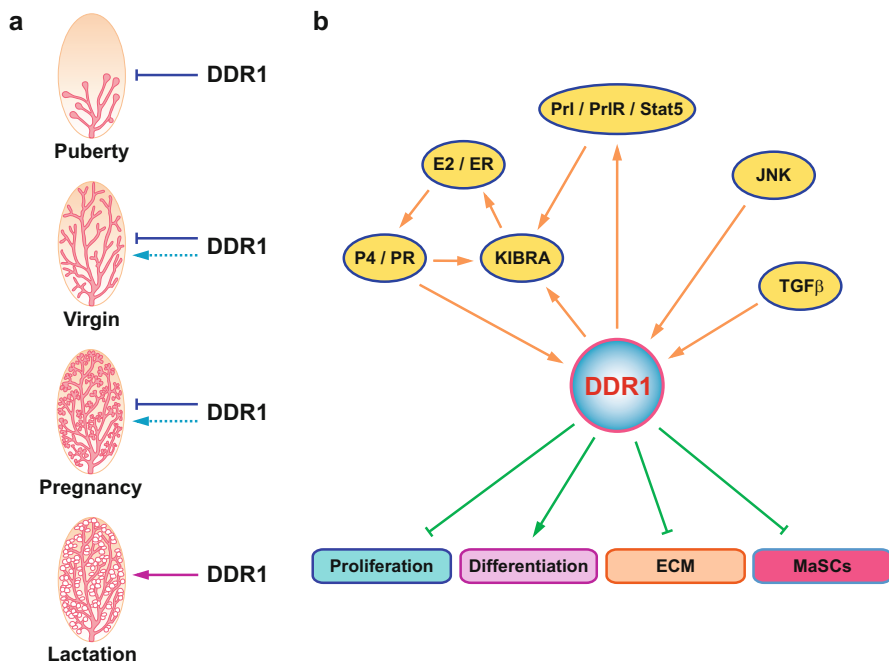 a
DDR1
Puberty
DDR1
Virgin
DDR1
Pregnancy
DDR1
Lactation
b
Prl / PrlR / Stat5
E2 / ER
JNK
P4 / PR
KIBRA
TGFβ
DDR1
Proliferation
Differentiation
ECM
MaSCs